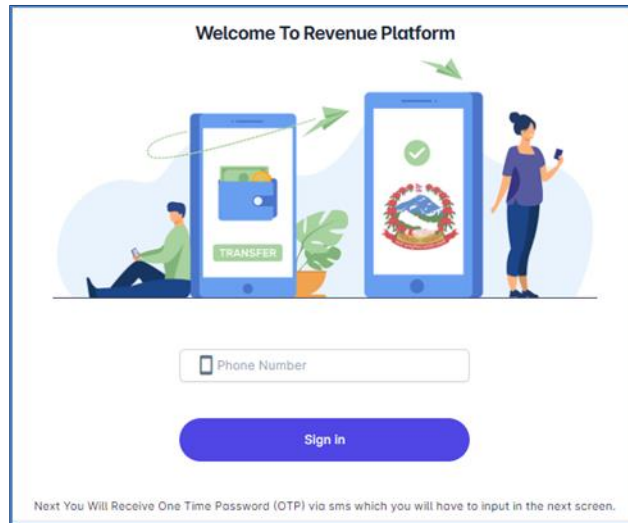 Welcome To Revenue Platform
TRANSFER
Phone Number
Sign in
Next You Will Receive One Time Password (OTP) via sms which you will have to input in the next screen.